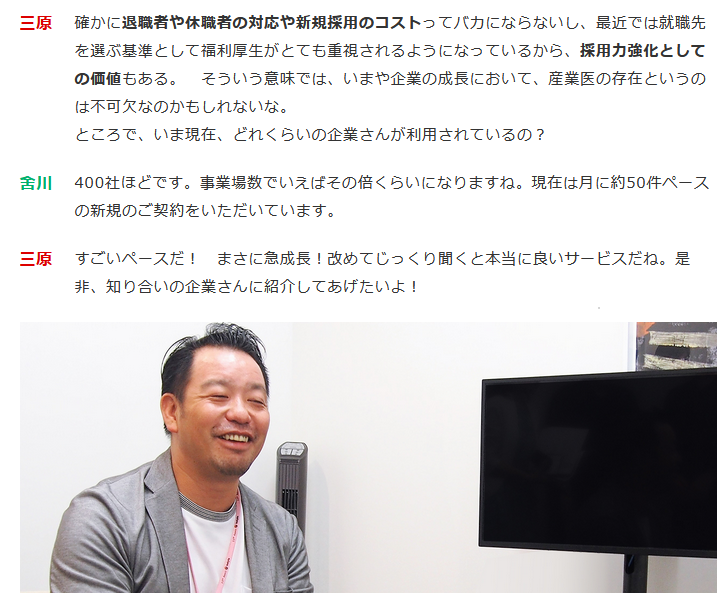 三原 確かに退職者や休職者の対応や新規採用のコストってバカにならないし、最近では就職先
を選ぶ基準として福利厚生がとても重視されるようになっているから、採用力強化として
の価値もある。　そういう意味では、いまや企業の成長において、産業医の存在というの
は不可欠なのかもしれないな。
ところで、いま現在、どれくらいの企業さんが利用されているの？
舍川 400社ほどです。事業場数でいえばその倍くらいになりますね。現在は月に約50件ペース
の新規のご契約をいただいています。
三原 すごいペースだ！　まさに急成長！改めてじっくり聞くと本当に良いサービスだね。是
非、知り合いの企業さんに紹介してあげたいよ！